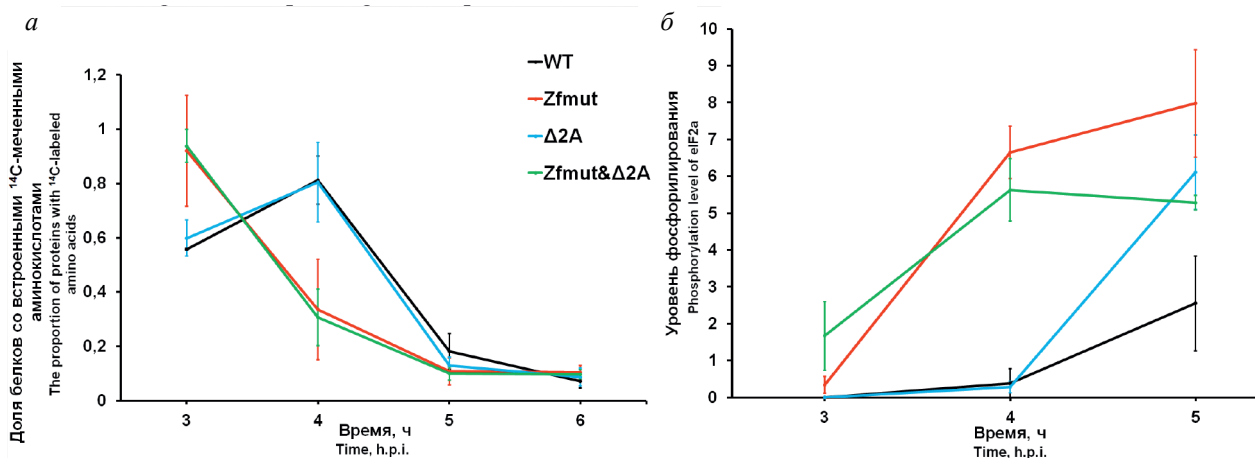 а
Доля белков со встроенными ¹⁴С-меченными
аминокислотами
The proportion of proteins with ¹⁴C-labeled
amino acids
1,2
1
0,8
0,6
0,4
0,2
0
3
4
5
6
Время, ч
Time, h.p.i.
WT
Zfmut
Δ2A
Zfmut&Δ2A
б
Уровень фосфорилирования
Phosphorylation level of eIF2a
10
9
8
7
6
5
4
3
2
1
0
3
4
5
Время, ч
Time, h.p.i.